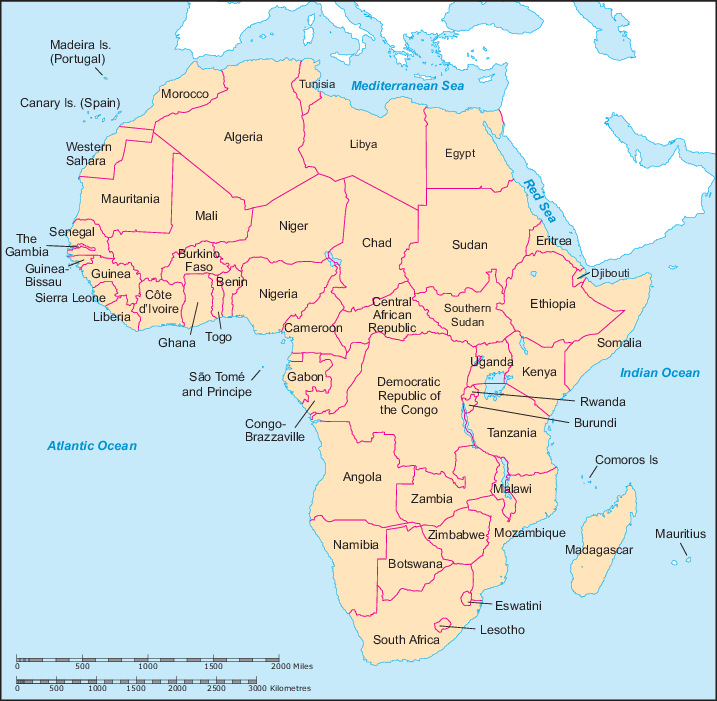 Madeira Is.
(Portugal)
Canary Is. (Spain)
Morocco
Tunisia
Mediterranean Sea
Algeria
Libya
Egypt
Western
Sahara
Mauritania
Mali
Niger
Chad
Sudan
Red Sea
Eritrea
Djibouti
Senegal
The
Gambia
Guinea-
Bissau
Guinea
Sierra Leone
Liberia
Côte
d'Ivoire
Burkino
Faso
Benin
Ghana
Togo
Nigeria
Cameroon
Central
African
Republic
Southern
Sudan
Ethiopia
Somalia
Uganda
Kenya
Indian Ocean
São Tomé
and Principe
Gabon
Congo-
Brazzaville
Democratic
Republic of
the Congo
Rwanda
Burundi
Tanzania
Atlantic Ocean
Comoros Is
Angola
Zambia
Malawi
Mozambique
Zimbabwe
Madagascar
Mauritius
Namibia
Botswana
Eswatini
Lesotho
South Africa
0 500 1000 1500 2000 Miles
0 500 1000 1500 2000 2500 3000 Kilometres